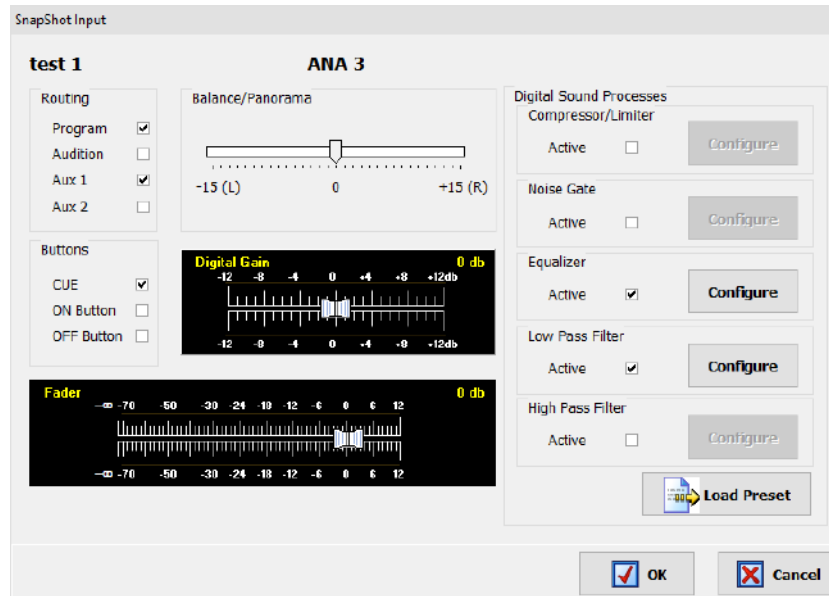 SnapShot Input
test 1
ANA 3
Routing
Program
Audition
Aux 1
Aux 2
Balance/Panorama
-15 (L) 0 +15 (R)
Buttons
CUE
ON Button
OFF Button
Digital Gain 0 db
-12 -8 -4 0 +4 +8 +12db
-12 -8 -4 0 +4 +8 +12db
Fader 0 db
-∞ -70 -50 -30 -24 -18 -12 -6 0 6 12
-∞ -70 -50 -30 -24 -18 -12 -6 0 6 12
Digital Sound Processes
Compressor/Limiter
Active Configure
Noise Gate
Active Configure
Equalizer
Active Configure
Low Pass Filter
Active Configure
High Pass Filter
Active Configure
Load Preset
OK Cancel